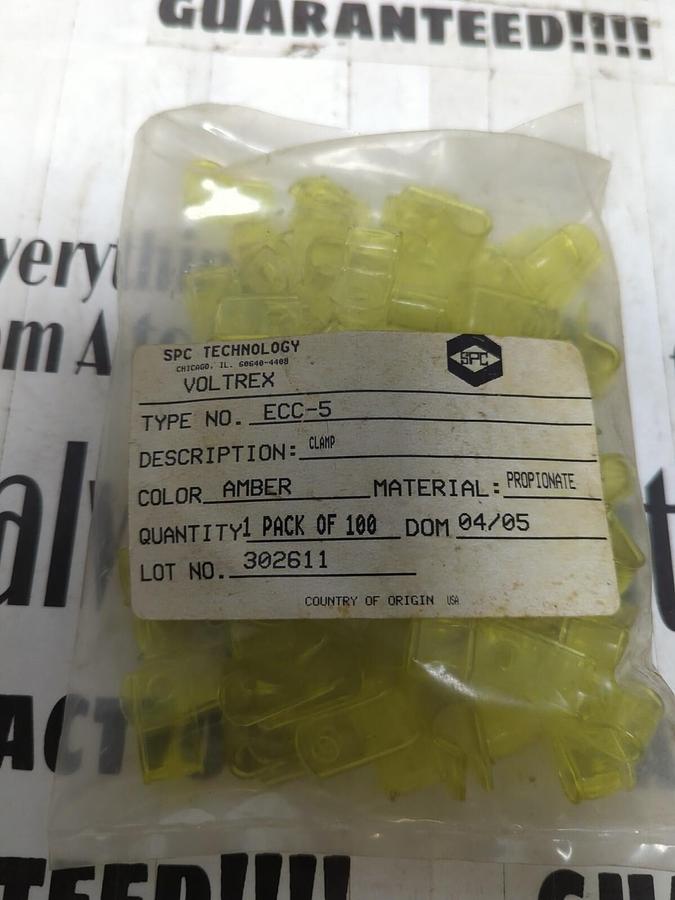 GUARANTEED!!!!
SPC TECHNOLOGY
CHICAGO, IL. 60640-4408
SPC
VOLTREX
TYPE NO. ECC-5
DESCRIPTION: CLAMP
COLOR AMBER MATERIAL: PROPIONATE
QUANTITY 1 PACK OF 100 DOM 04/05
LOT NO. 302611
COUNTRY OF ORIGIN USA